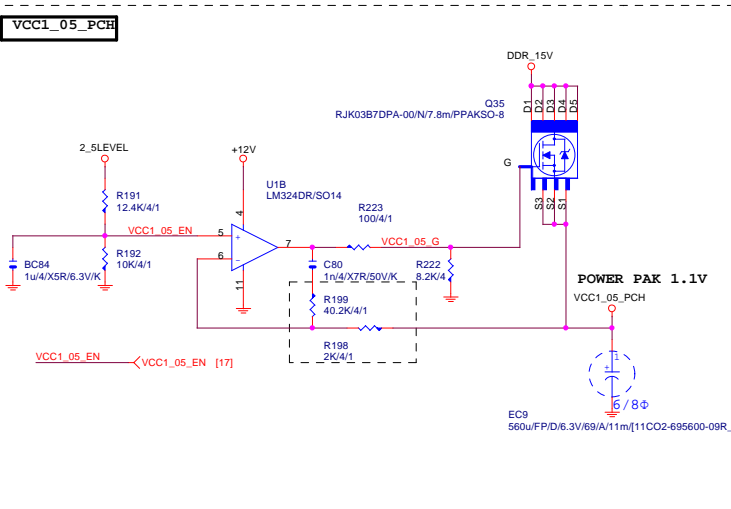 VCC1_05_PCH
DDR_15V
Q35
RJK03B7DPA-00/N/7.8m/PPAKSO-8
D1
D2
D3
D4
D5
G
S3
S2
S1
2_5LEVEL
+12V
R191
12.4K/4/1
U1B
LM324DR/SO14
4
VCC1_05_EN
5
+
7
6
-
11
R223
100/4/1
VCC1_05_G
BC84
1u/4/X5R/6.3V/K
R192
10K/4/1
C80
1n/4/X7R/50V/K
R222
8.2K/4
R199
40.2K/4/1
R198
2K/4/1
POWER PAK 1.1V
VCC1_05_PCH
VCC1_05_EN
VCC1_05_EN [17]
1
+
6/8Φ
EC9
560u/FP/D/6.3V/69/A/11m/[11CO2-695600-09R_